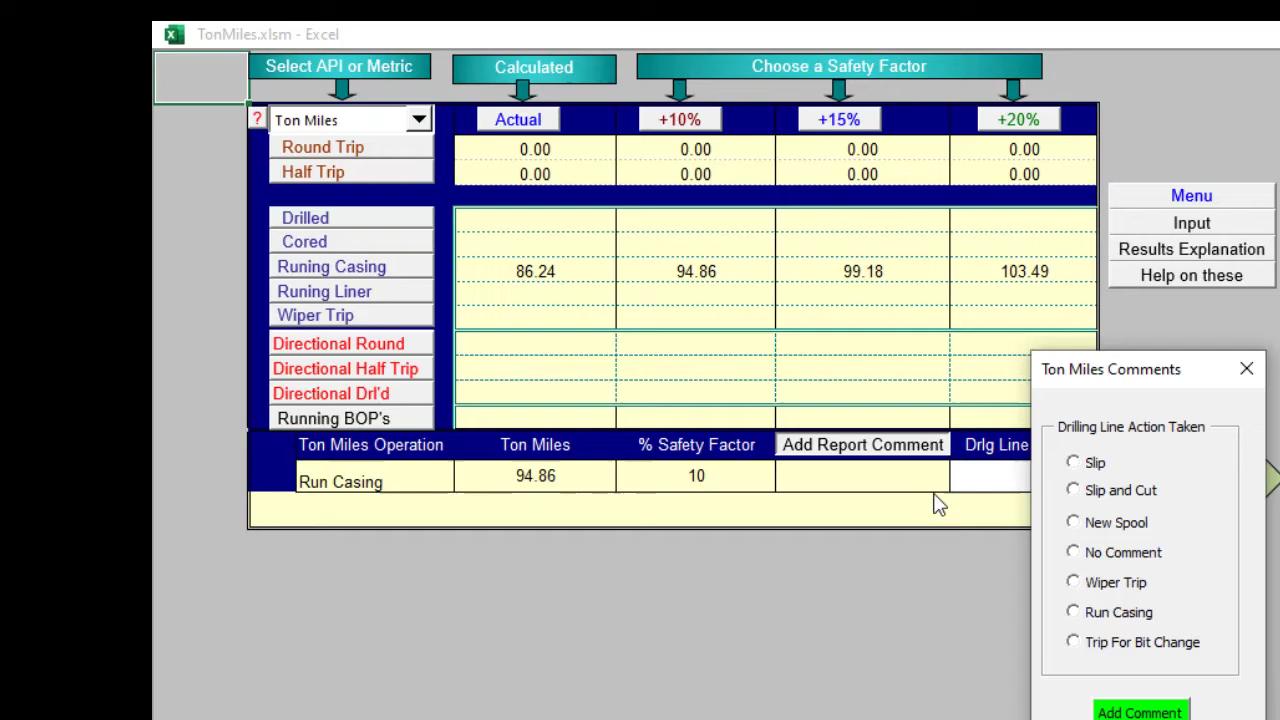 TonMiles.xlsm - Excel
Select API or Metric Calculated Choose a Safety Factor
? Ton Miles Actual +10% +15% +20%
Round Trip 0.00 0.00 0.00 0.00
Half Trip 0.00 0.00 0.00 0.00
Menu
Drilled
Input
Cored
Results Explanation
Runing Casing 86.24 94.86 99.18 103.49
Help on these
Runing Liner
Wiper Trip
Directional Round
Directional Half Trip
Directional Drl'd
Running BOP's
Ton Miles Operation Ton Miles % Safety Factor Add Report Comment Drlg Line
Run Casing 94.86 10
Ton Miles Comments
Drilling Line Action Taken
Slip
Slip and Cut
New Spool
No Comment
Wiper Trip
Run Casing
Trip For Bit Change
Add Comment